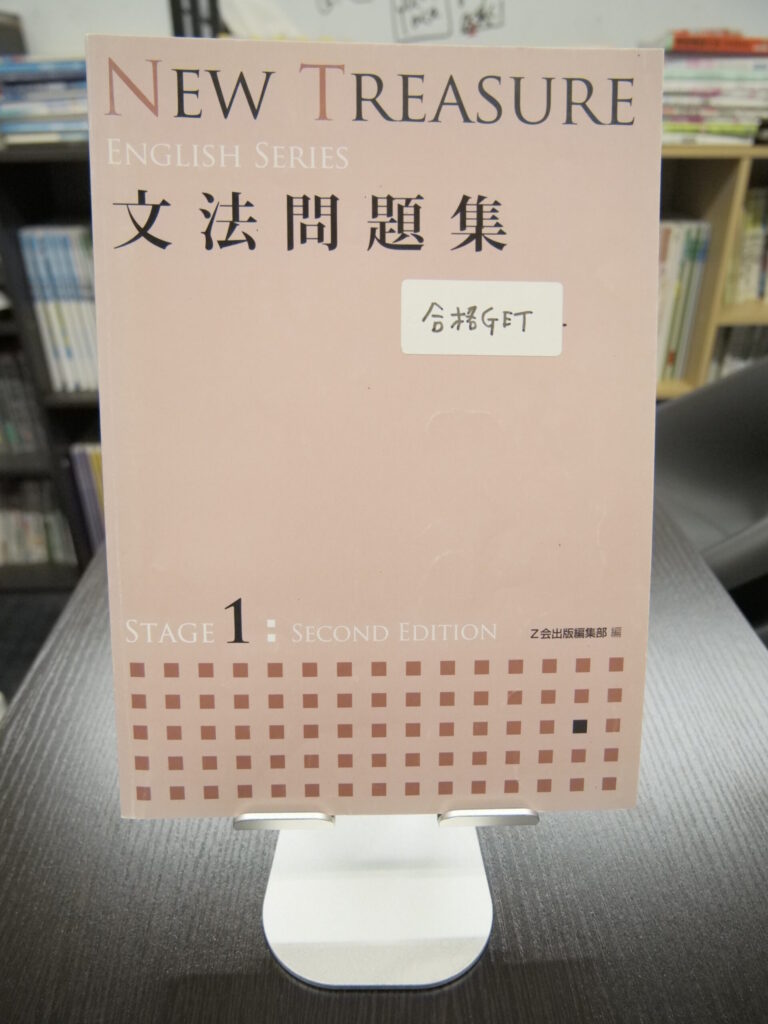 NEW TREASURE
ENGLISH SERIES
文法問題集
合格GET
STAGE 1: SECOND EDITION
Z会出版編集部 編